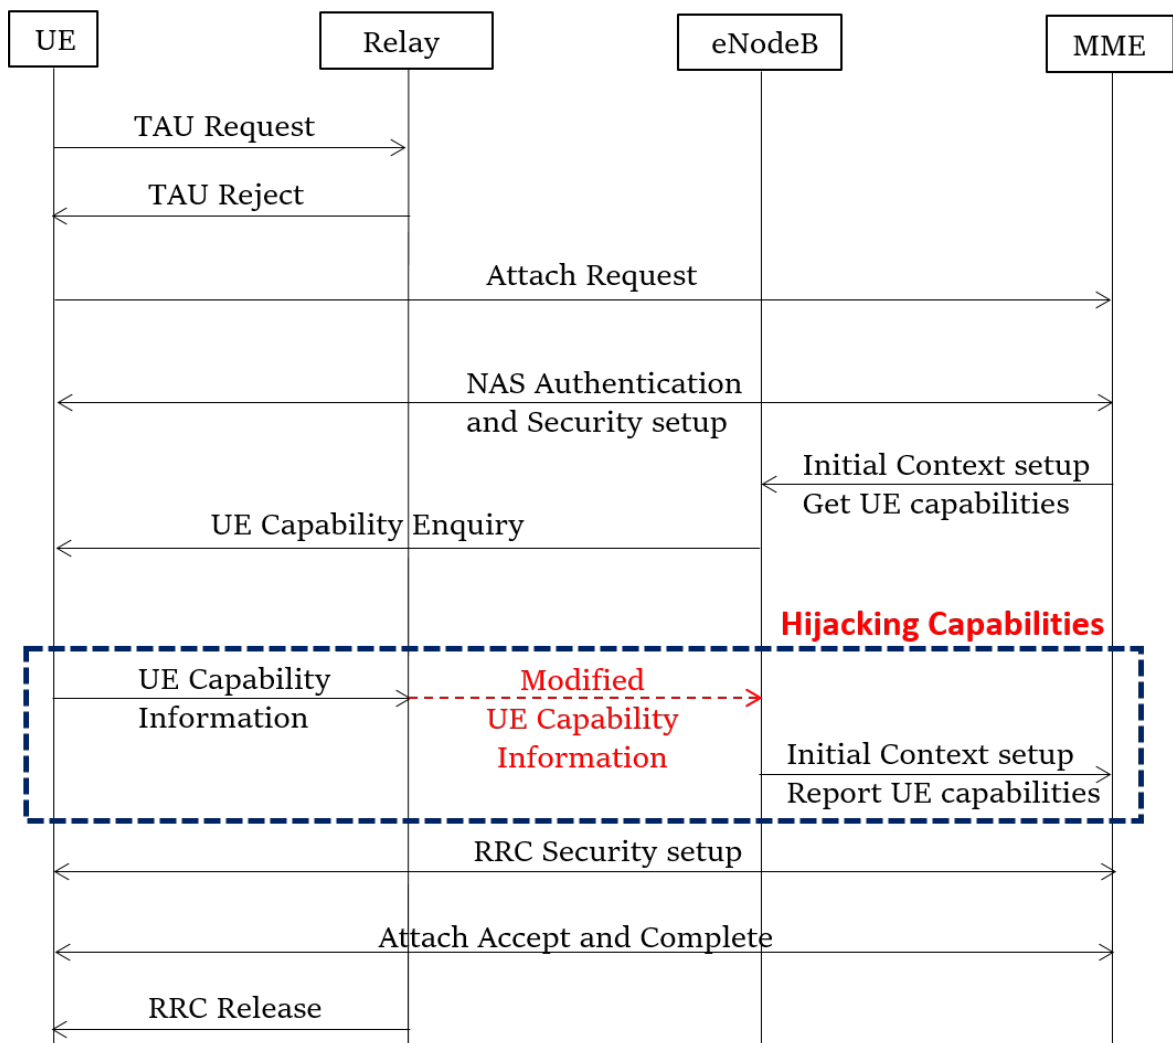 UE
Relay
eNodeB
MME
TAU Request
TAU Reject
Attach Request
NAS Authentication
and Security setup
Initial Context setup
Get UE capabilities
UE Capability Enquiry
Hijacking Capabilities
UE Capability
Information
Modified
UE Capability
Information
Initial Context setup
Report UE capabilities
RRC Security setup
Attach Accept and Complete
RRC Release